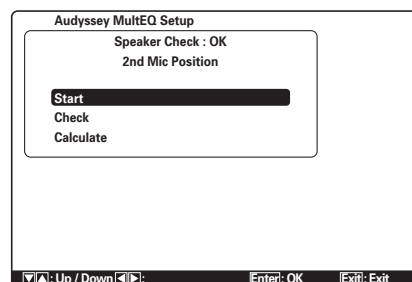 Audyssey MultEQ Setup
Speaker Check : OK
2nd Mic Position
Start
Check
Calculate
▼▲: Up / Down ◀▶: Enter: OK Exit: Exit